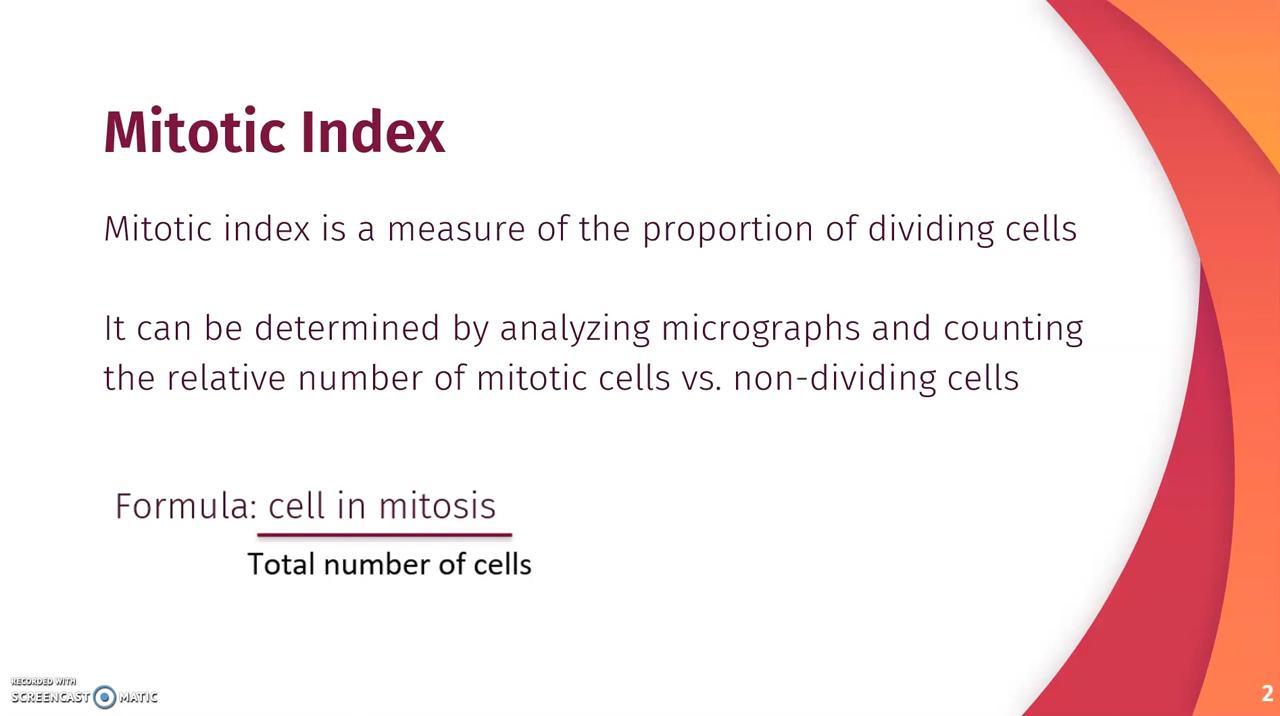 Mitotic Index
Mitotic index is a measure of the proportion of dividing cells
It can be determined by analyzing micrographs and counting
the relative number of mitotic cells vs. non-dividing cells
Formula: cell in mitosis
Total number of cells
RECORDED WITH
SCREENCAST MATIC
2